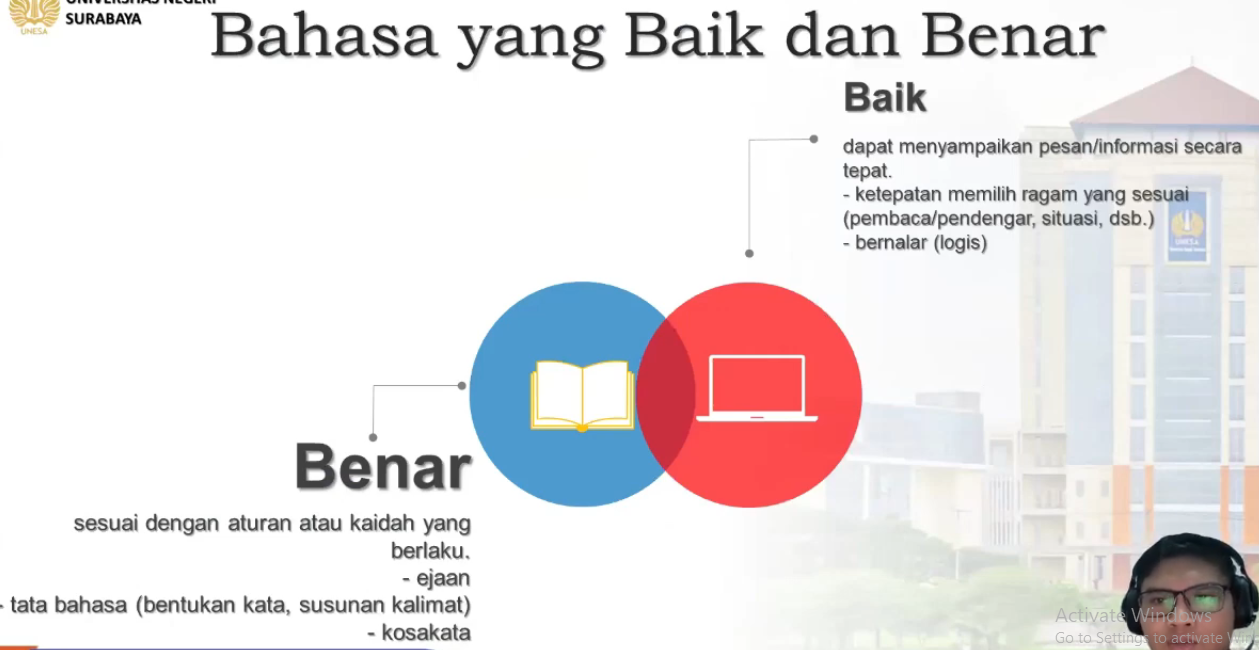 SURABAYA
UNESA
Bahasa yang Baik dan Benar
Baik
dapat menyampaikan pesan/informasi secara
tepat.
- ketepatan memilih ragam yang sesuai
(pembaca/pendengar, situasi, dsb.)
- bernalar (logis)
UNESA
Benar
sesuai dengan aturan atau kaidah yang
berlaku.
- ejaan
- tata bahasa (bentukan kata, susunan kalimat)
- kosakata
Activate Windows
Go to Settings to activate